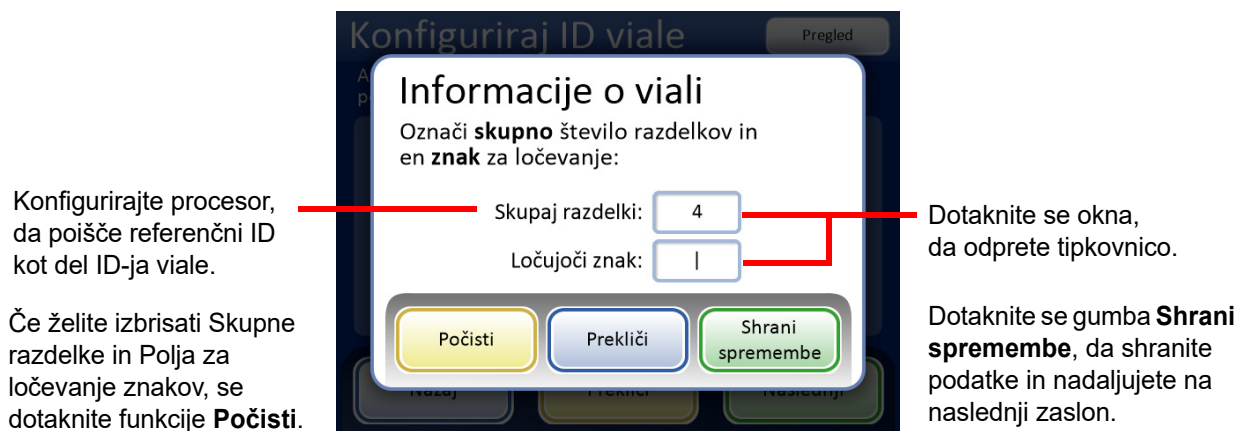 Konfiguriraj ID viale
Pregled
Informacije o viali
Označi skupno število razdelkov in
en znak za ločevanje:
Skupaj razdelki: 4
Ločujoči znak: |
Počisti
Prekliči
Shrani
spremembe
Nazaj
Prekliči
Naslednji
Konfigurirajte procesor,
da poišče referenčni ID
kot del ID-ja viale.
Če želite izbrisati Skupne
razdelke in Polja za
ločevanje znakov, se
dotaknite funkcije Počisti.
Dotaknite se okna,
da odprete tipkovnico.
Dotaknite se gumba Shrani
spremembe, da shranite
podatke in nadaljujete na
naslednji zaslon.